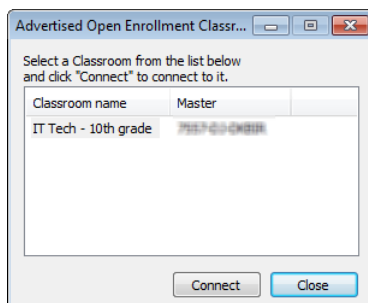 Advertised Open Enrollment Classr...
Select a Classroom from the list below
and click "Connect" to connect to it.
Classroom name Master
IT Tech - 10th grade
Connect Close